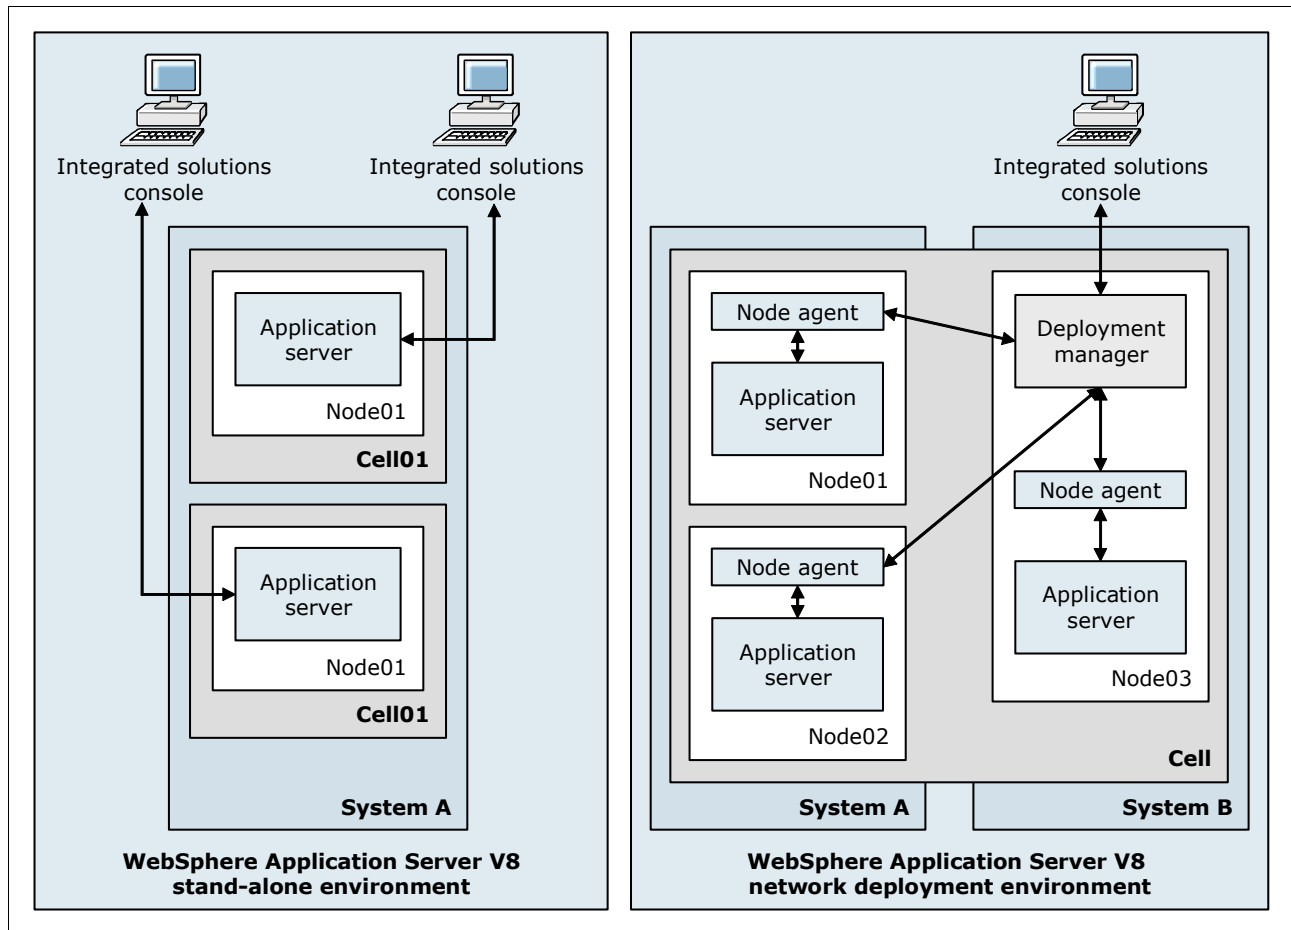 Integrated solutions
console
Integrated solutions
console
Application
server
Node01
Cell01
Application
server
Node01
Cell01
System A
WebSphere Application Server V8
stand-alone environment
Integrated solutions
console
Node agent
Application
server
Node01
Node agent
Application
server
Node02
Deployment
manager
Node agent
Application
server
Node03
Cell
System A
System B
WebSphere Application Server V8
network deployment environment